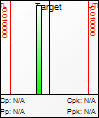 Target
Cp: N/A
Cpk: N/A
Pp: N/A
Ppk: N/A